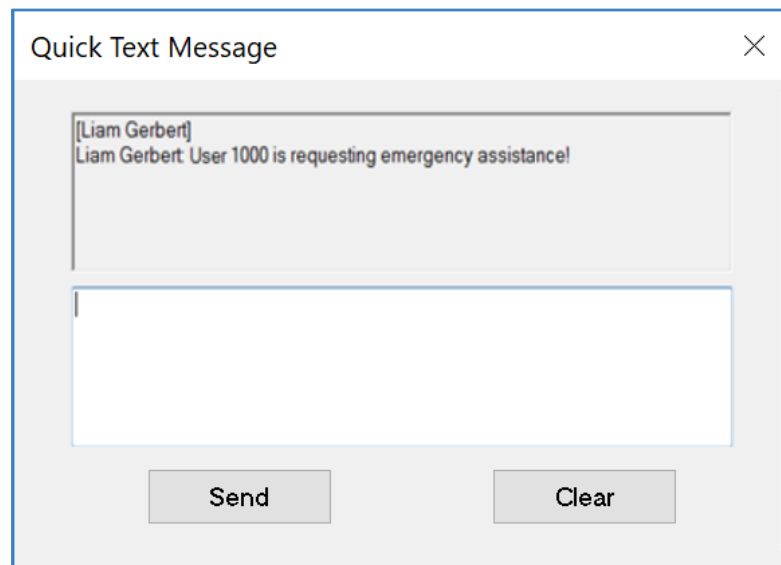 Quick Text Message
[Liam Gerbert]
Liam Gerbert: User 1000 is requesting emergency assistance!
Send
Clear